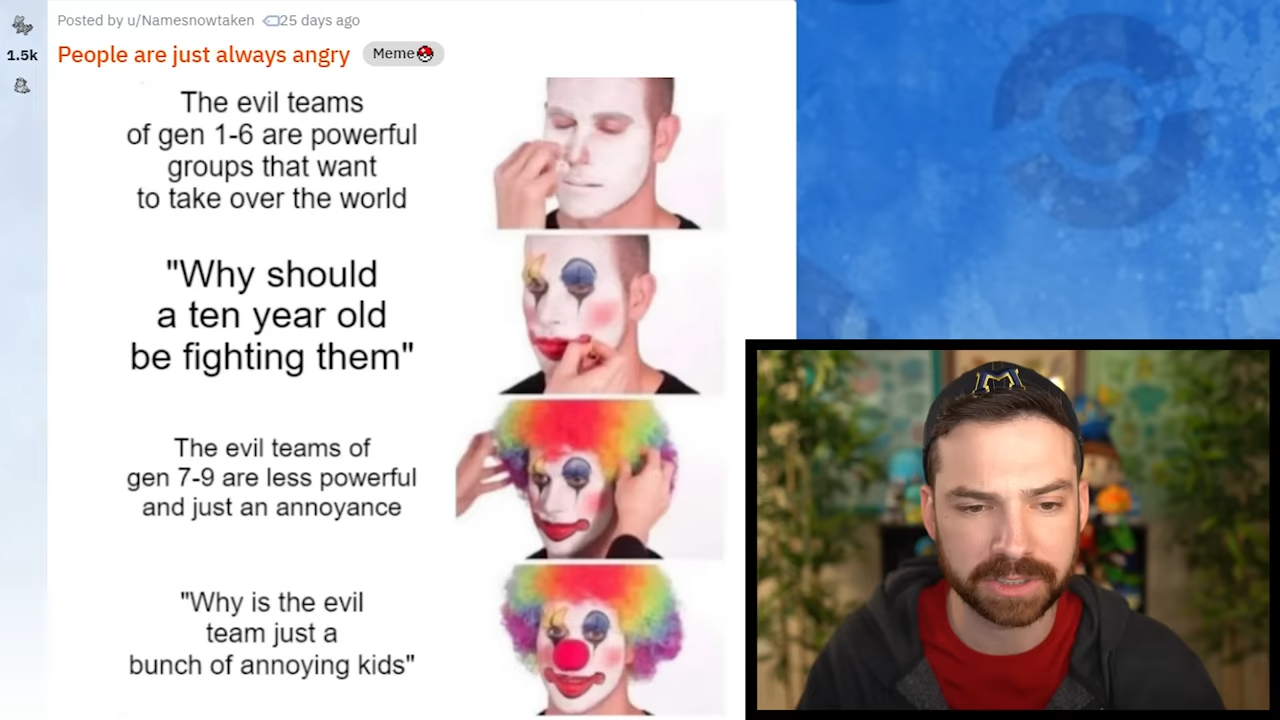 Posted by u/Namesnowtaken 25 days ago
1.5k
People are just always angry Meme
The evil teams
of gen 1-6 are powerful
groups that want
to take over the world
"Why should
a ten year old
be fighting them"
The evil teams of
gen 7-9 are less powerful
and just an annoyance
"Why is the evil
team just a
bunch of annoying kids"
M